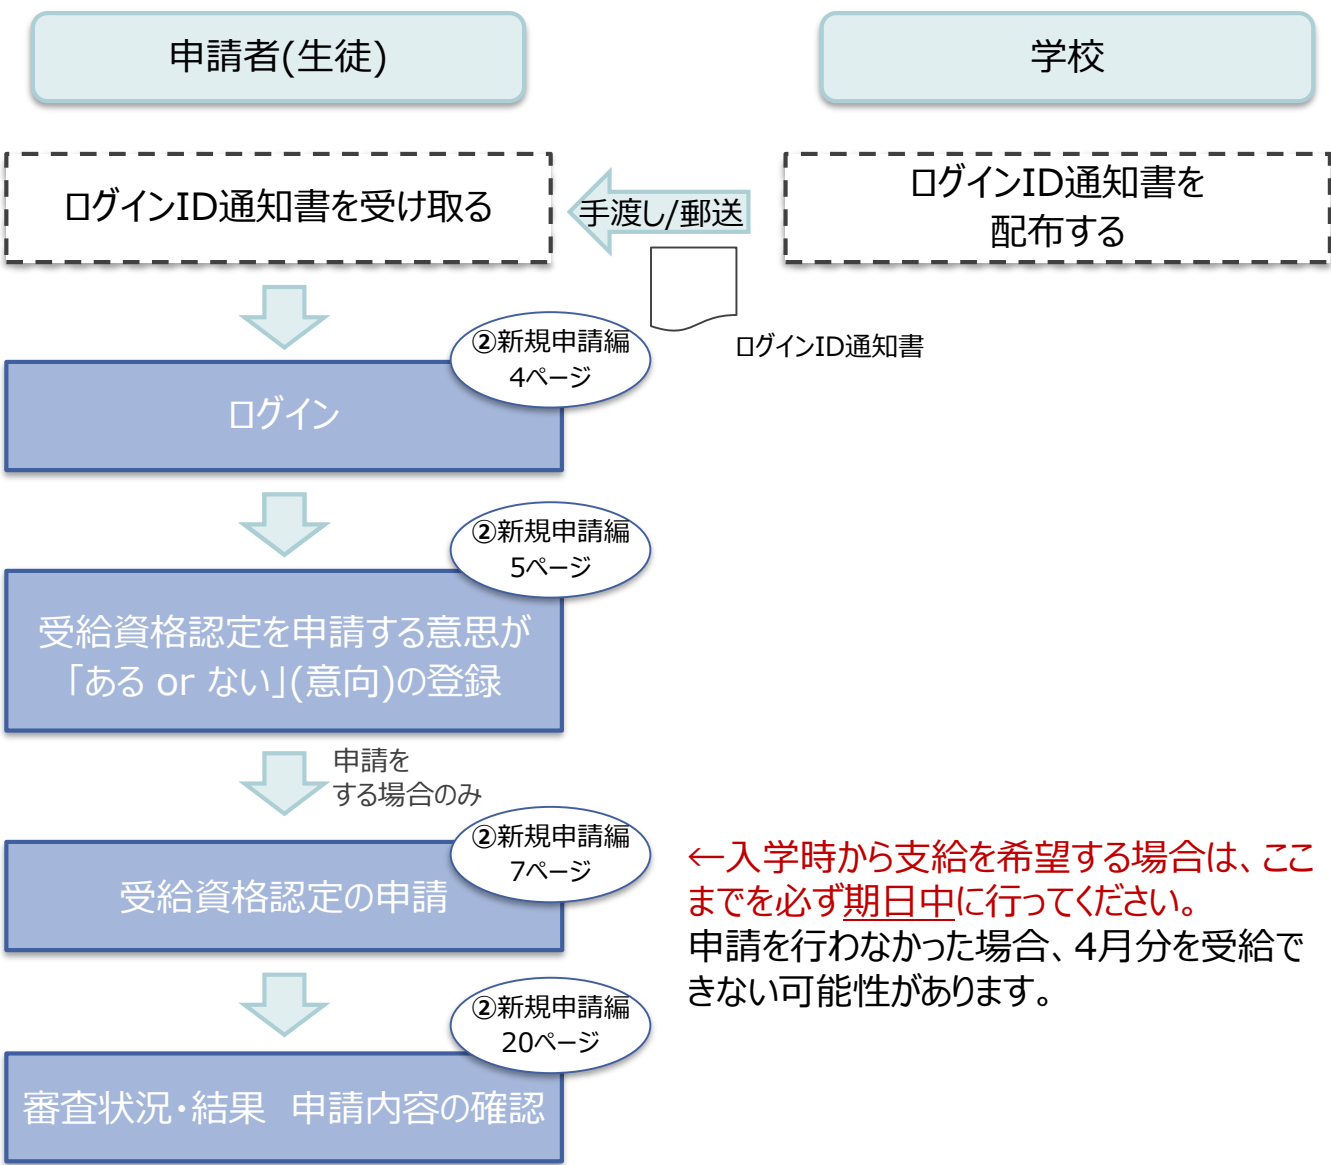 申請者(生徒)
学校
ログインID通知書を受け取る
手渡し/郵送
ログインID通知書を
配布する
ログインID通知書
②新規申請編
4ページ
ログイン
②新規申請編
5ページ
受給資格認定を申請する意思が
「ある or ない」(意向)の登録
申請を
する場合のみ
②新規申請編
7ページ
受給資格認定の申請
←入学時から支給を希望する場合は、ここ
までを必ず期日中に行ってください。
申請を行わなかった場合、4月分を受給で
きない可能性があります。
②新規申請編
20ページ
審査状況・結果　申請内容の確認